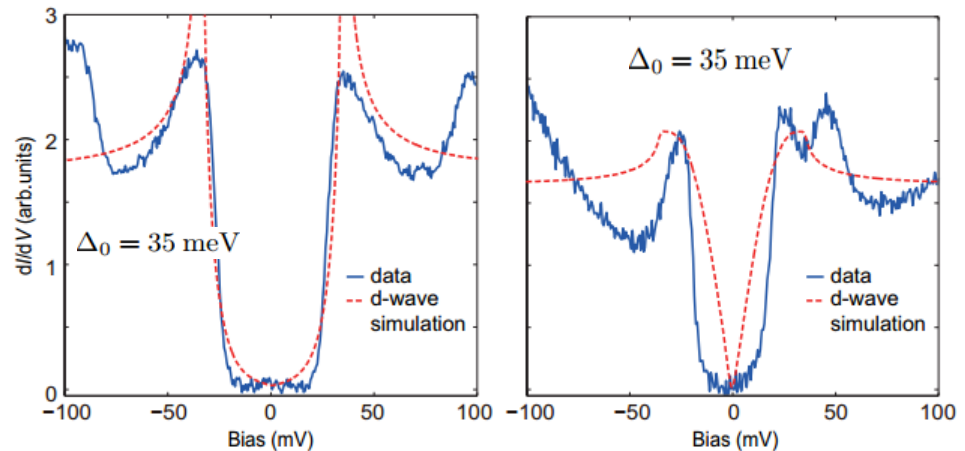 3
2
1
0
dI/dV (arb.units)
Δ₀ = 35 meV
data
d-wave
simulation
−100
−50
0
50
100
Bias (mV)
Δ₀ = 35 meV
data
d-wave
simulation
−100
−50
0
50
100
Bias (mV)